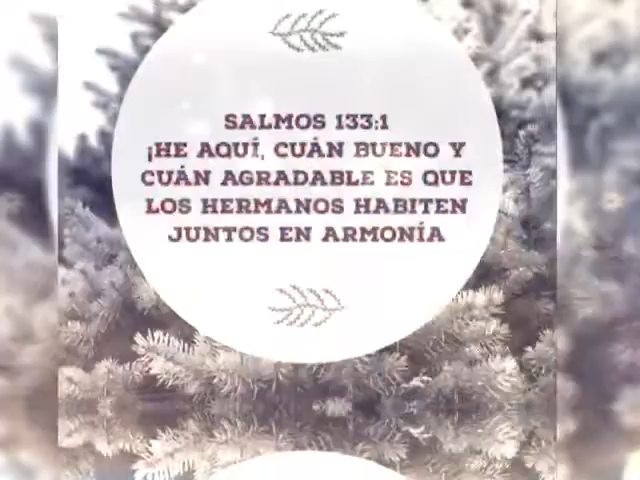 SALMOS 133:1
¡HE AQUÍ, CUÁN BUENO Y
CUÁN AGRADABLE ES QUE
LOS HERMANOS HABITEN
JUNTOS EN ARMONÍA